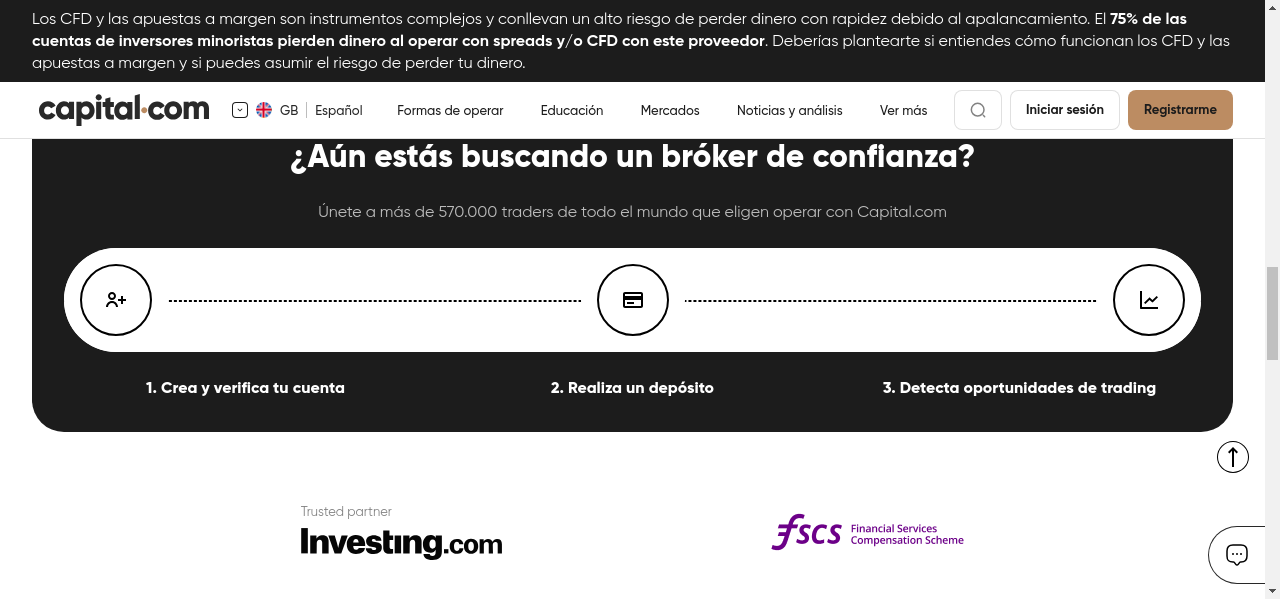 Los CFD y las apuestas a margen son instrumentos complejos y conllevan un alto riesgo de perder dinero con rapidez debido al apalancamiento. El 75% de las
cuentas de inversores minoristas pierden dinero al operar con spreads y/o CFD con este proveedor. Deberías plantearte si entiendes cómo funcionan los CFD y las
apuestas a margen y si puedes asumir el riesgo de perder tu dinero.
capital.com GB Español Formas de operar Educación Mercados Noticias y análisis Ver más Iniciar sesión Registrarme
¿Aún estás buscando un bróker de confianza?
Únete a más de 570.000 traders de todo el mundo que eligen operar con Capital.com
1. Crea y verifica tu cuenta 2. Realiza un depósito 3. Detecta oportunidades de trading
Trusted partner
Investing.com
fscs Financial Services
Compensation Scheme